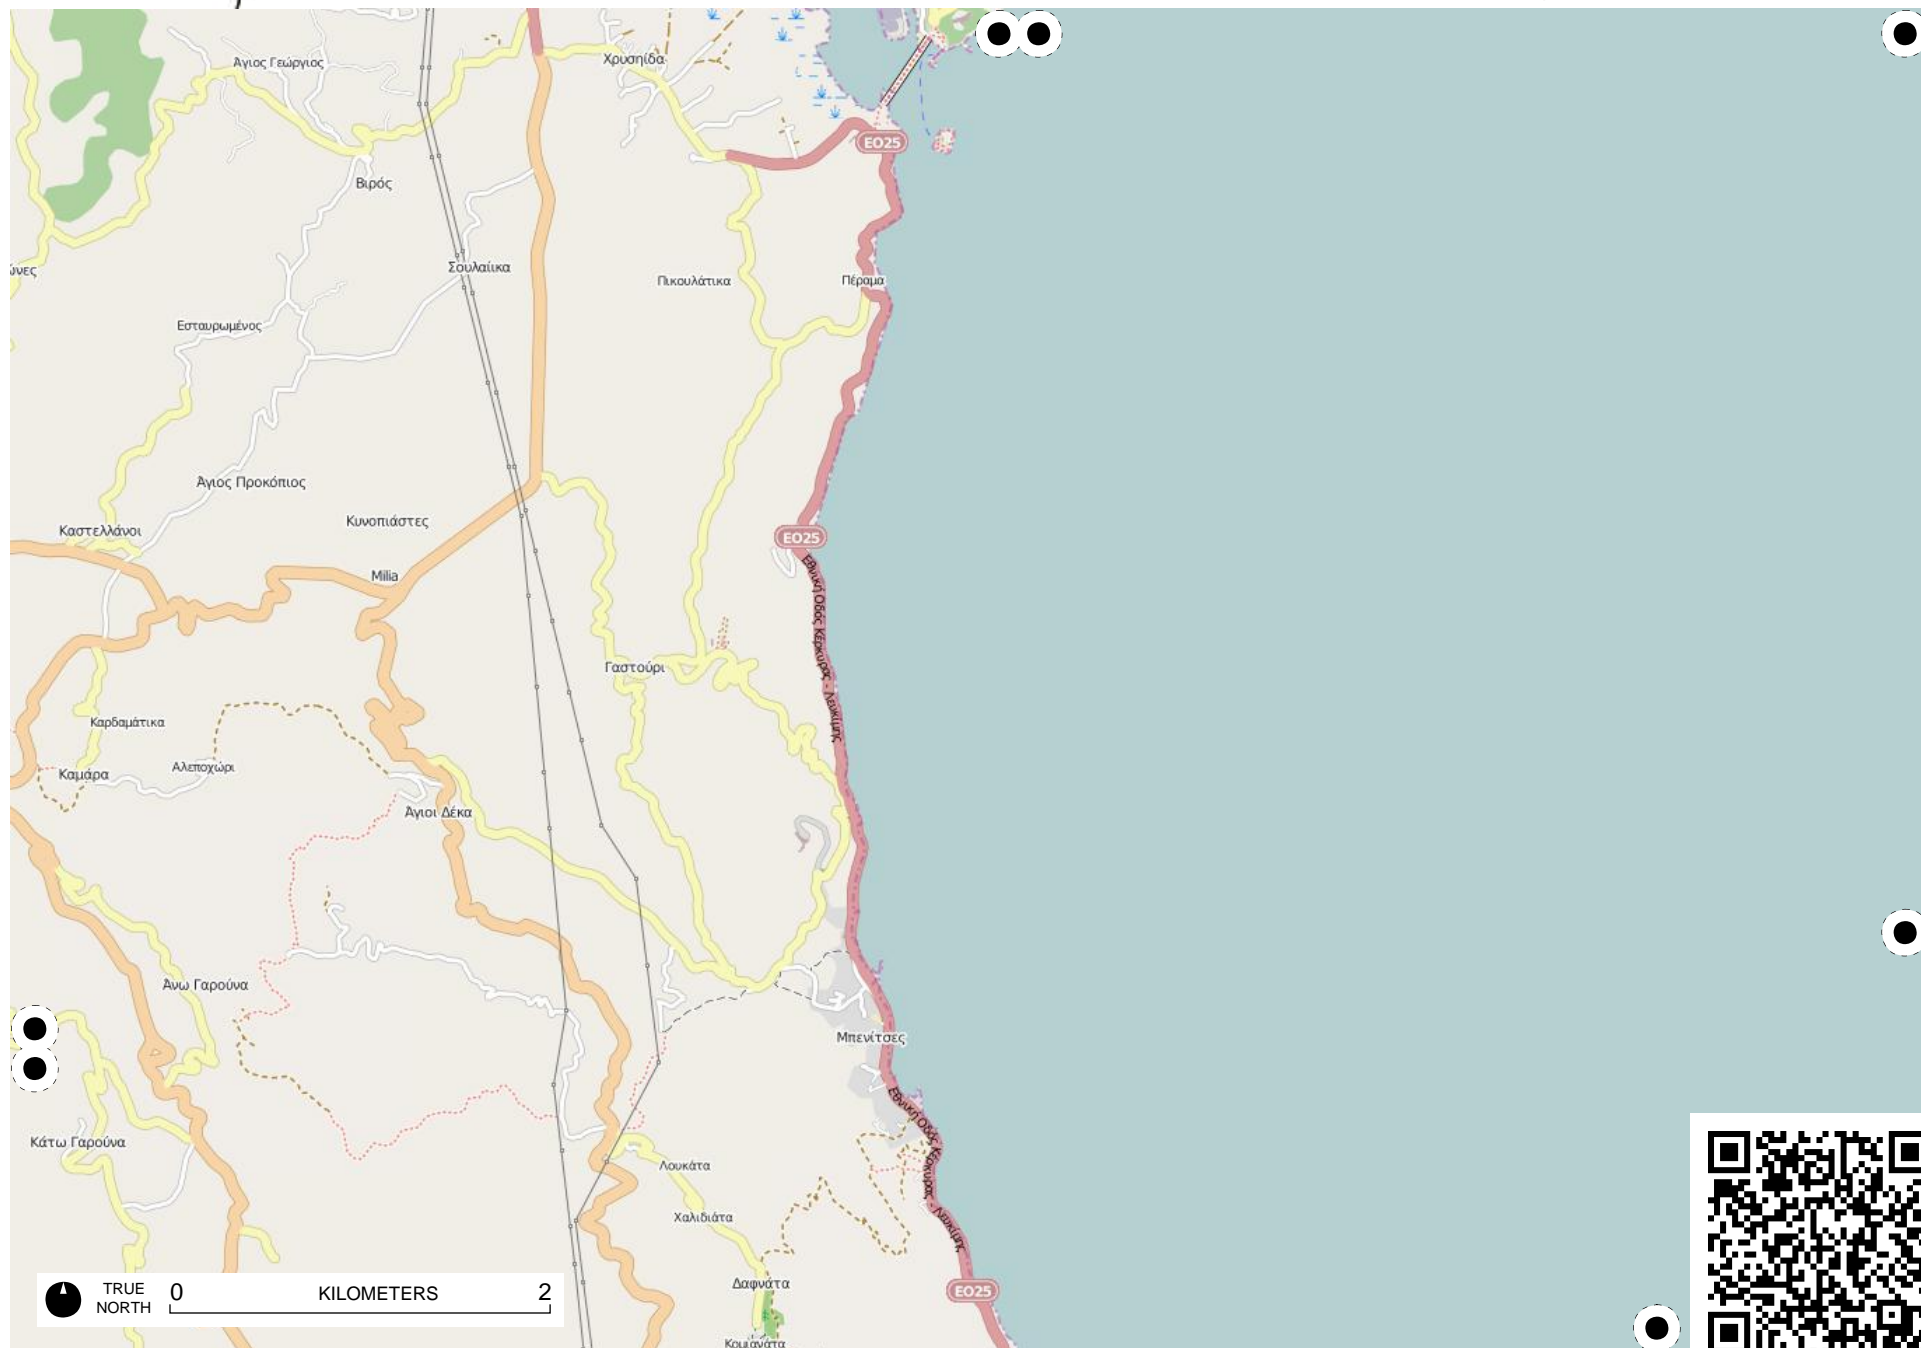 Άγιος Γεώργιος
Χρυσηίδα
EO25
Βιρός
Σουλαίικα
Πικουλάτικα
Πέραμα
Εσταυρωμένος
Άγιος Προκόπιος
Κυνοπιάστες
Καστελλάνοι
EO25
Milia
Εθνική Οδός Κέρκυρας - Λευκίμης
Γαστούρι
Καρδαμάτικα
Καμάρα
Αλεποχώρι
Άγιοι Δέκα
Άνω Γαρούνα
Μπενίτσες
Εθνική Οδός Κέρκυρας - Λευκίμης
Κάτω Γαρούνα
Λουκάτα
Χαλιδιάτα
Δαφνάτα
EO25
TRUE NORTH
0 KILOMETERS 2
Κομιανάτα